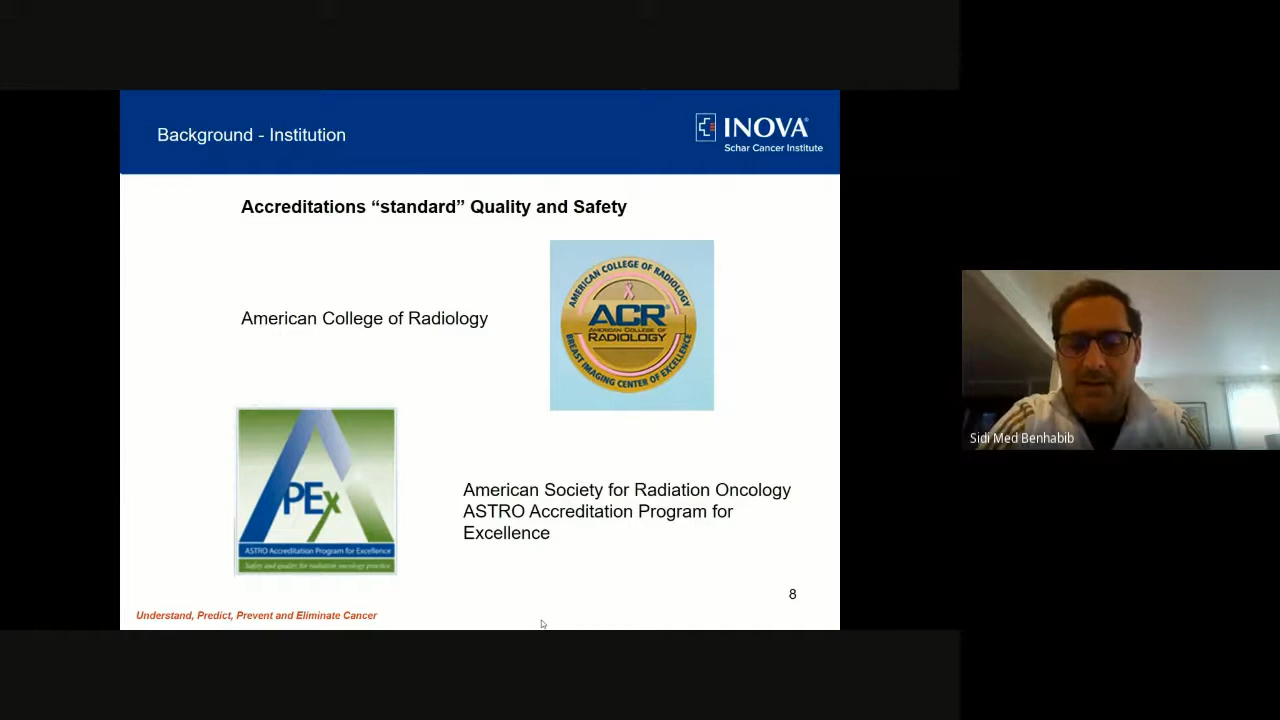 Background - Institution
INOVA®
Schar Cancer Institute
Accreditations “standard” Quality and Safety
AMERICAN COLLEGE OF RADIOLOGY
ACR®
AMERICAN COLLEGE OF
RADIOLOGY
BREAST IMAGING CENTER OF EXCELLENCE
American College of Radiology
APEx
ASTRO Accreditation Program for Excellence
Safety and quality for radiation oncology practice
American Society for Radiation Oncology
ASTRO Accreditation Program for
Excellence
8
Understand, Predict, Prevent and Eliminate Cancer
Sidi Med Benhabib